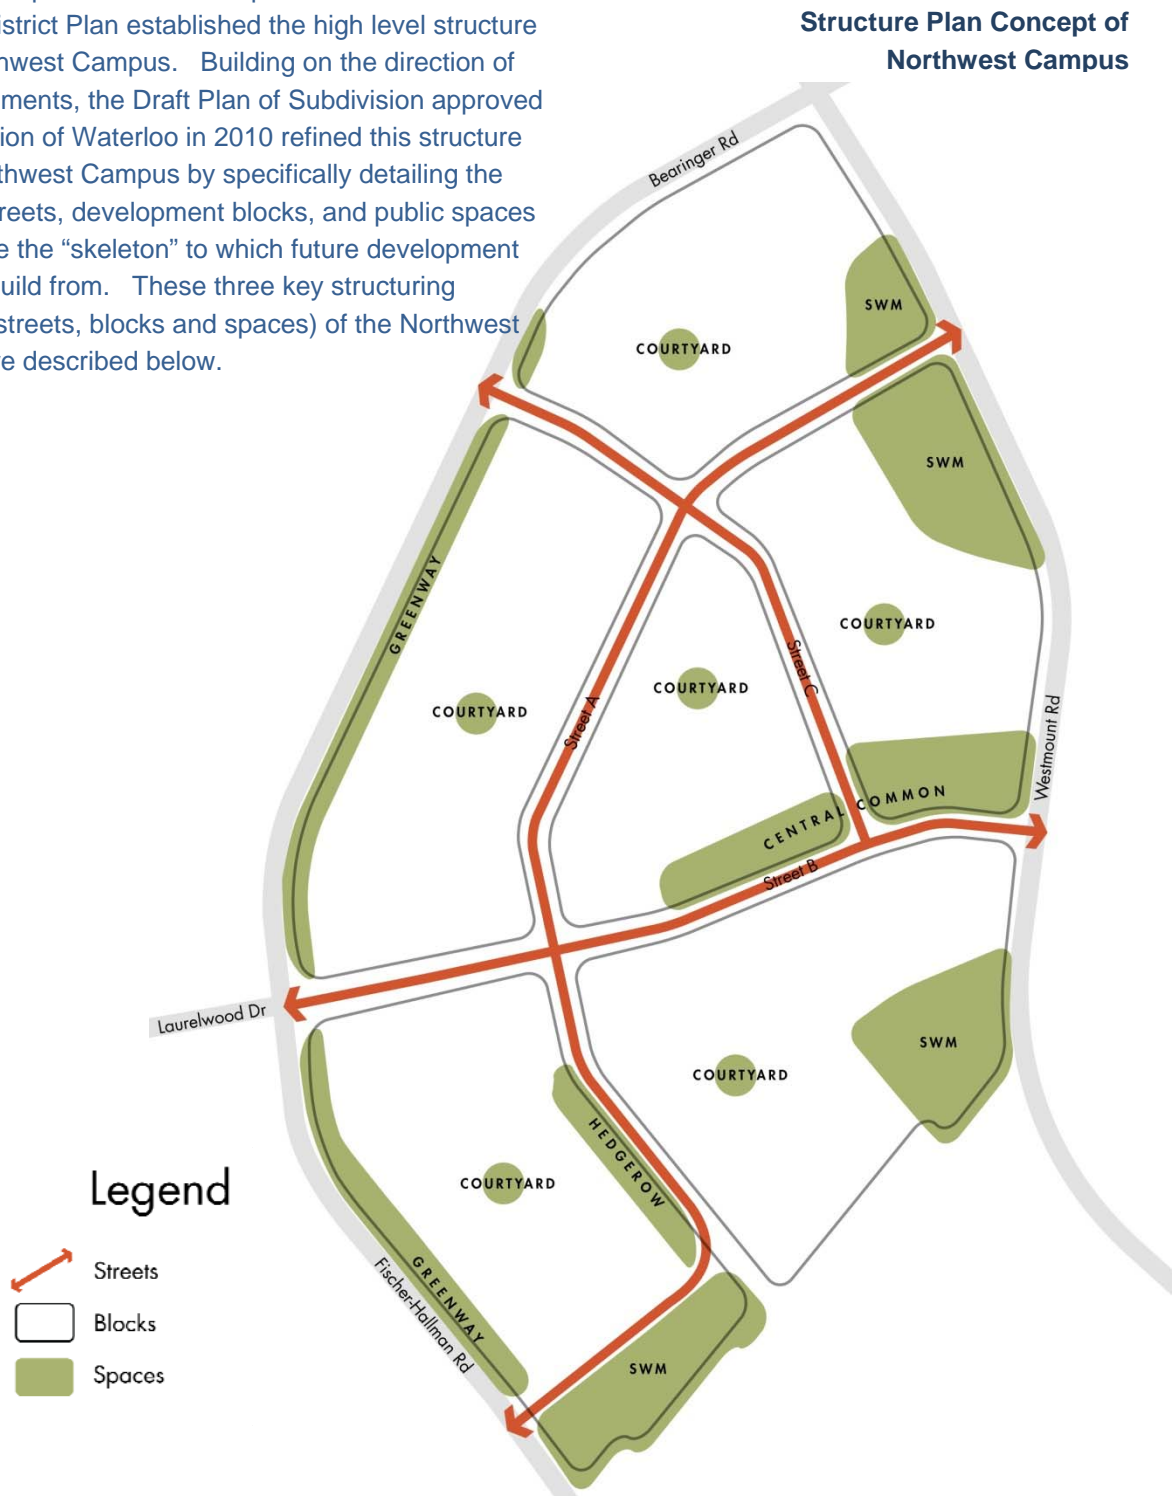 istrict Plan established the high level structure
hwest Campus. Building on the direction of
ments, the Draft Plan of Subdivision approved
ion of Waterloo in 2010 refined this structure
thwest Campus by specifically detailing the
reets, development blocks, and public spaces
e the “skeleton” to which future development
uild from. These three key structuring
streets, blocks and spaces) of the Northwest
re described below.
Structure Plan Concept of
Northwest Campus
Bearinger Rd
SWM
COURTYARD
SWM
GREENWAY
COURTYARD
Street C
COURTYARD
COURTYARD
Street A
Westmount Rd
CENTRAL COMMON
Street B
Laurelwood Dr
SWM
COURTYARD
HEDGEROW
COURTYARD
GREENWAY
Fischer-Hallman Rd
SWM
Legend
Streets
Blocks
Spaces